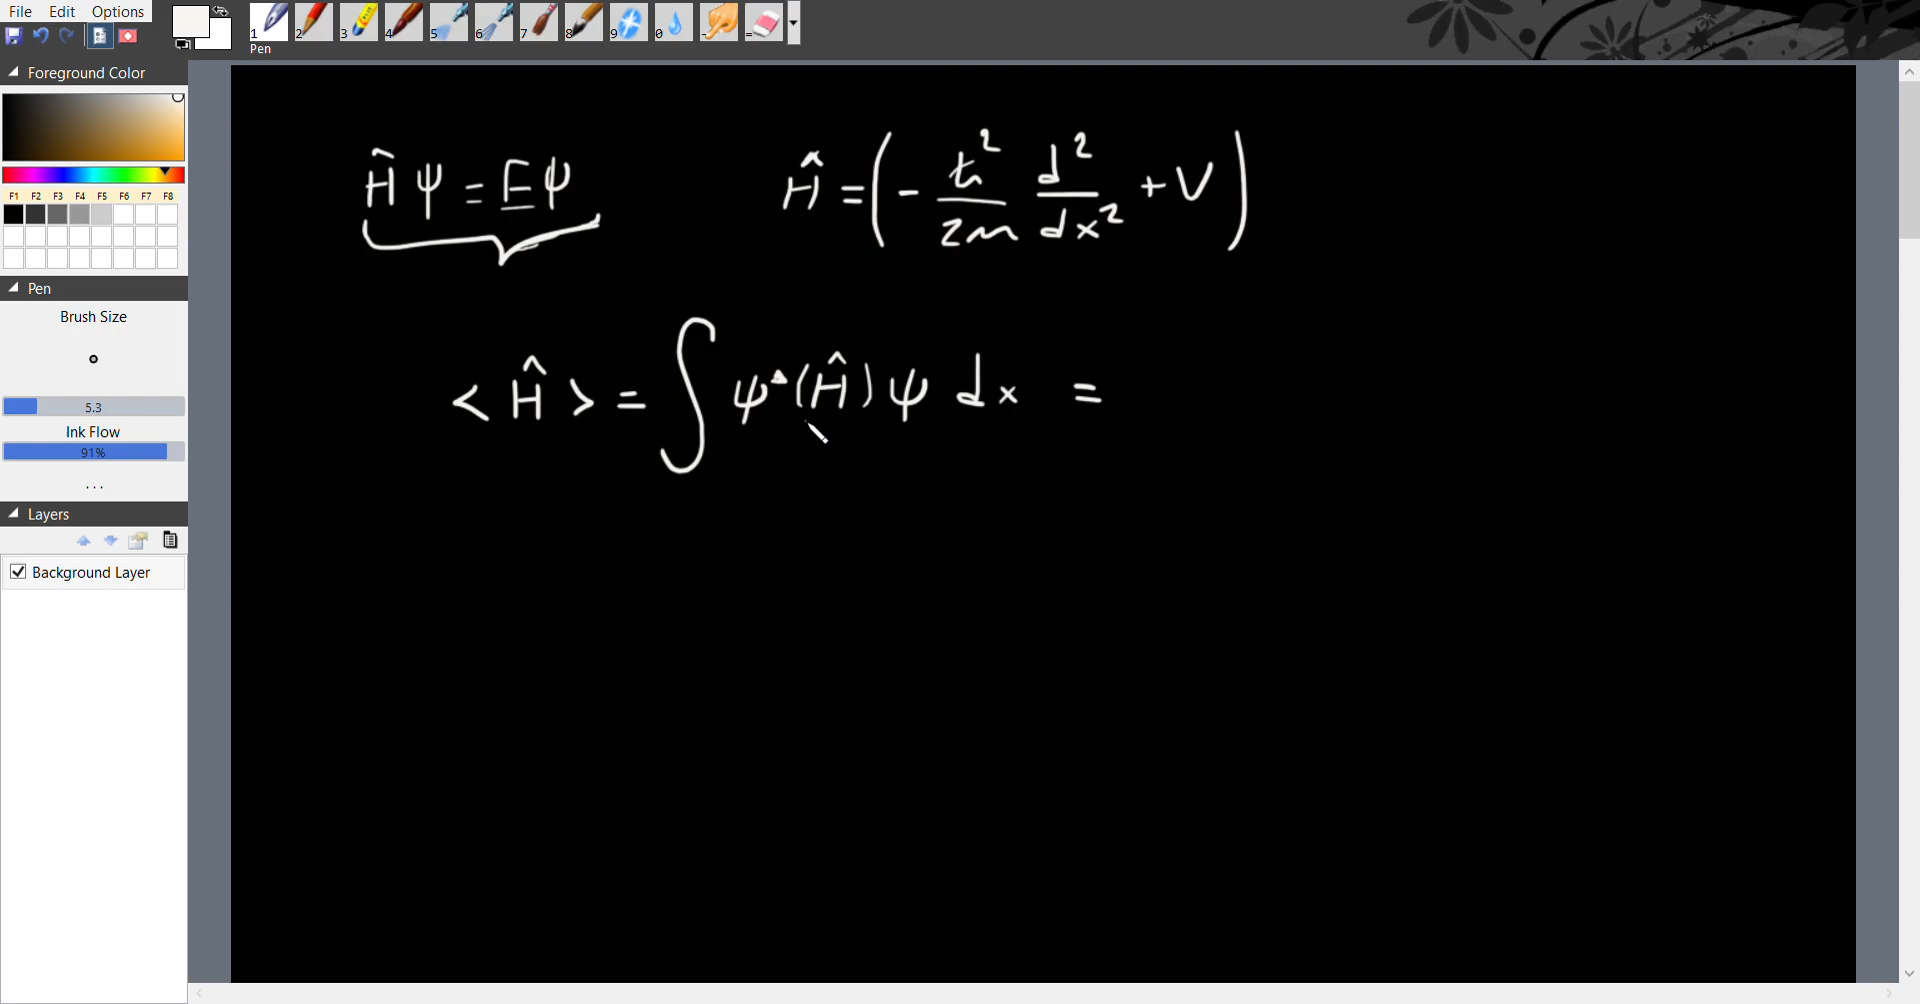 File Edit Options
1 2 3 4 5 6 7 8 9 0 - =
Pen
Foreground Color
F1 F2 F3 F4 F5 F6 F7 F8
Pen
Brush Size
5.3
Ink Flow
91%
...
Layers
Background Layer
Ĥψ = Eψ
Ĥ = (-ħ²/2m d²/dx² + V)
<Ĥ> = ∫ψ*(Ĥ)ψ dx =